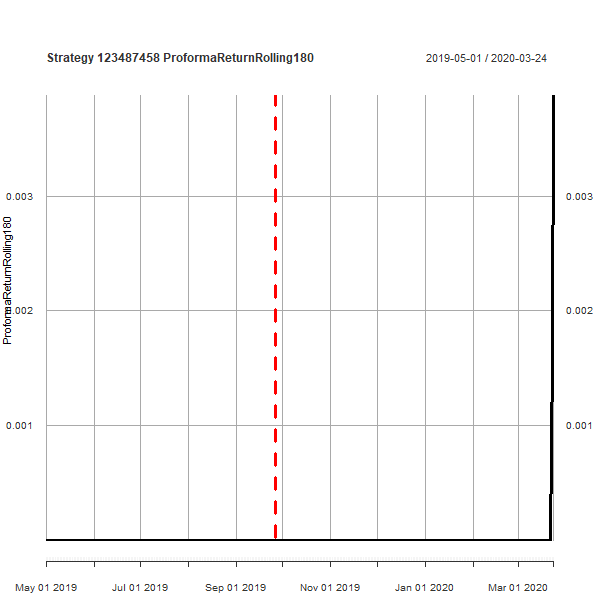 Strategy 123487458 ProformaReturnRolling180
2019-05-01 / 2020-03-24
ProformaReturnRolling180
0.003
0.003
0.002
0.002
0.001
0.001
May 01 2019
Jul 01 2019
Sep 01 2019
Nov 01 2019
Jan 01 2020
Mar 01 2020